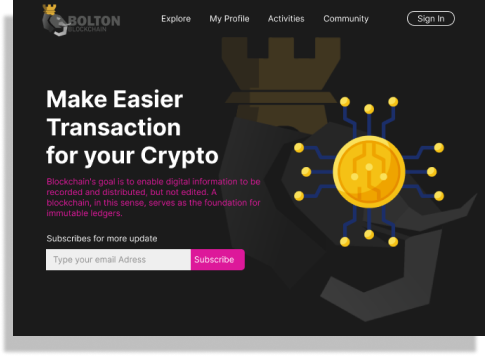 BOLTON
BLOCKCHAIN
Explore
My Profile
Activities
Community
Sign In
Make Easier
Transaction
for your Crypto
Blockchain's goal is to enable digital information to be
recorded and distributed, but not edited. A
blockchain, in this sense, serves as the foundation for
immutable ledgers.
Subscribes for more update
Type your email Adress
Subscribe